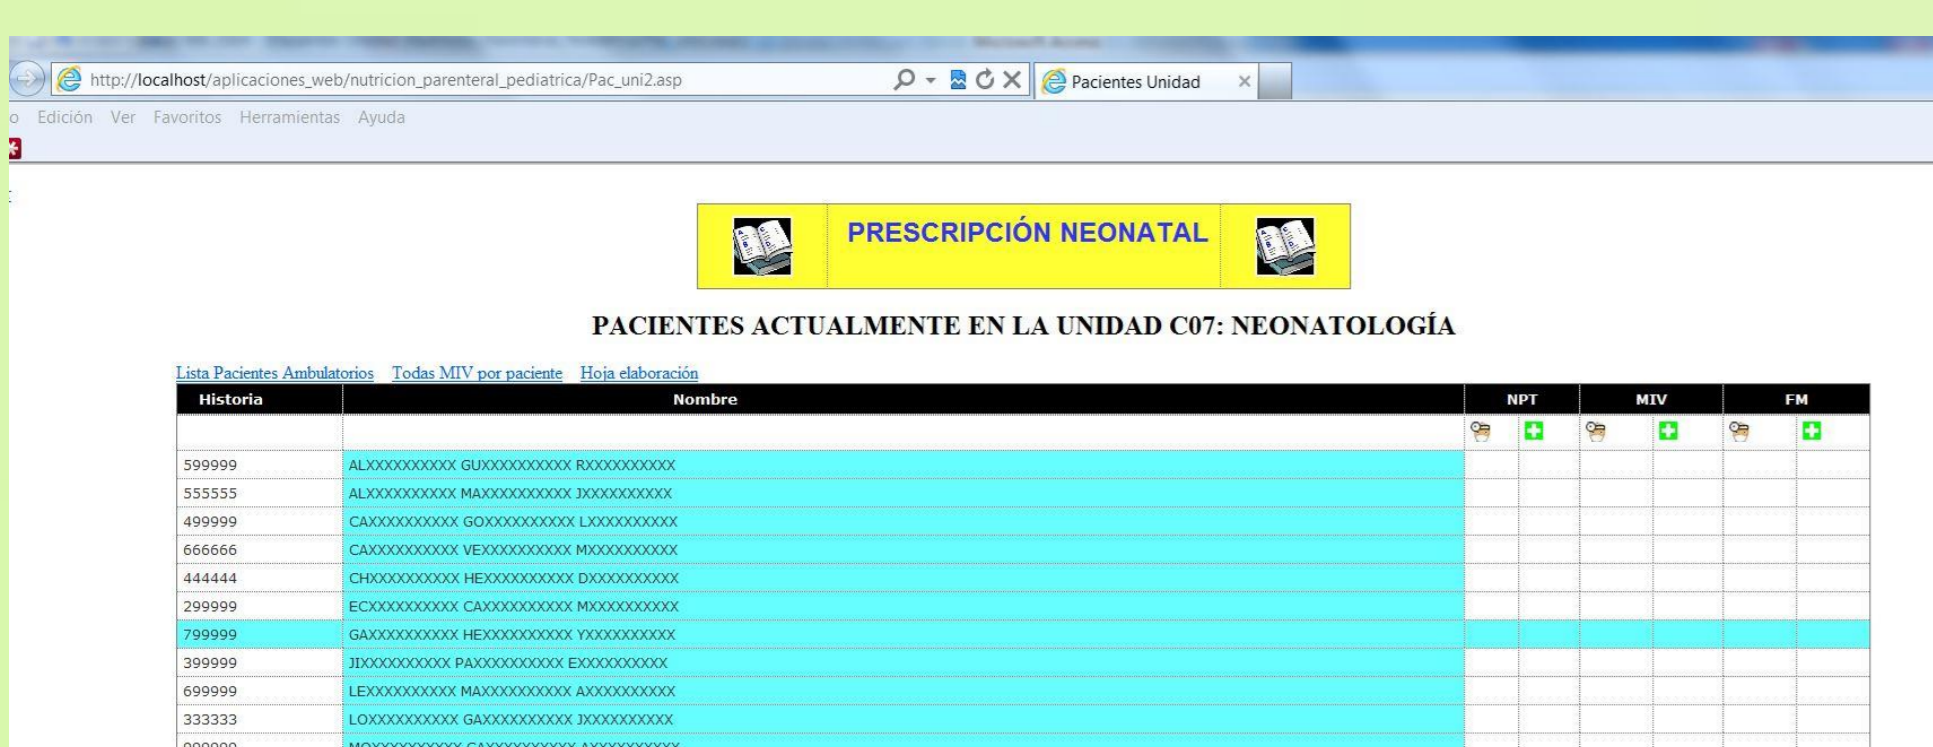 http://localhost/aplicaciones_web/nutricion_parenteral_pediatrica/Pac_uni2.asp Pacientes Unidad
o Edición Ver Favoritos Herramientas Ayuda
PRESCRIPCIÓN NEONATAL
PACIENTES ACTUALMENTE EN LA UNIDAD C07: NEONATOLOGÍA
Lista Pacientes Ambulatorios Todas MIV por paciente Hoja elaboración
Historia Nombre NPT MIV FM
599999 ALXXXXXXXXXX GUXXXXXXXXXX RXXXXXXXXXX
555555 ALXXXXXXXXXX MAXXXXXXXXXX JXXXXXXXXXX
499999 CAXXXXXXXXXX GOXXXXXXXXXX LXXXXXXXXXX
666666 CAXXXXXXXXXX VEXXXXXXXXXX MXXXXXXXXXX
444444 CHXXXXXXXXXX HEXXXXXXXXXX DXXXXXXXXXX
299999 ECXXXXXXXXXX CAXXXXXXXXXX MXXXXXXXXXX
799999 GAXXXXXXXXXX HEXXXXXXXXXX YXXXXXXXXXX
399999 JIXXXXXXXXXX PAXXXXXXXXXX EXXXXXXXXXX
699999 LEXXXXXXXXXX MAXXXXXXXXXX AXXXXXXXXXX
333333 LOXXXXXXXXXX GAXXXXXXXXXX JXXXXXXXXXX